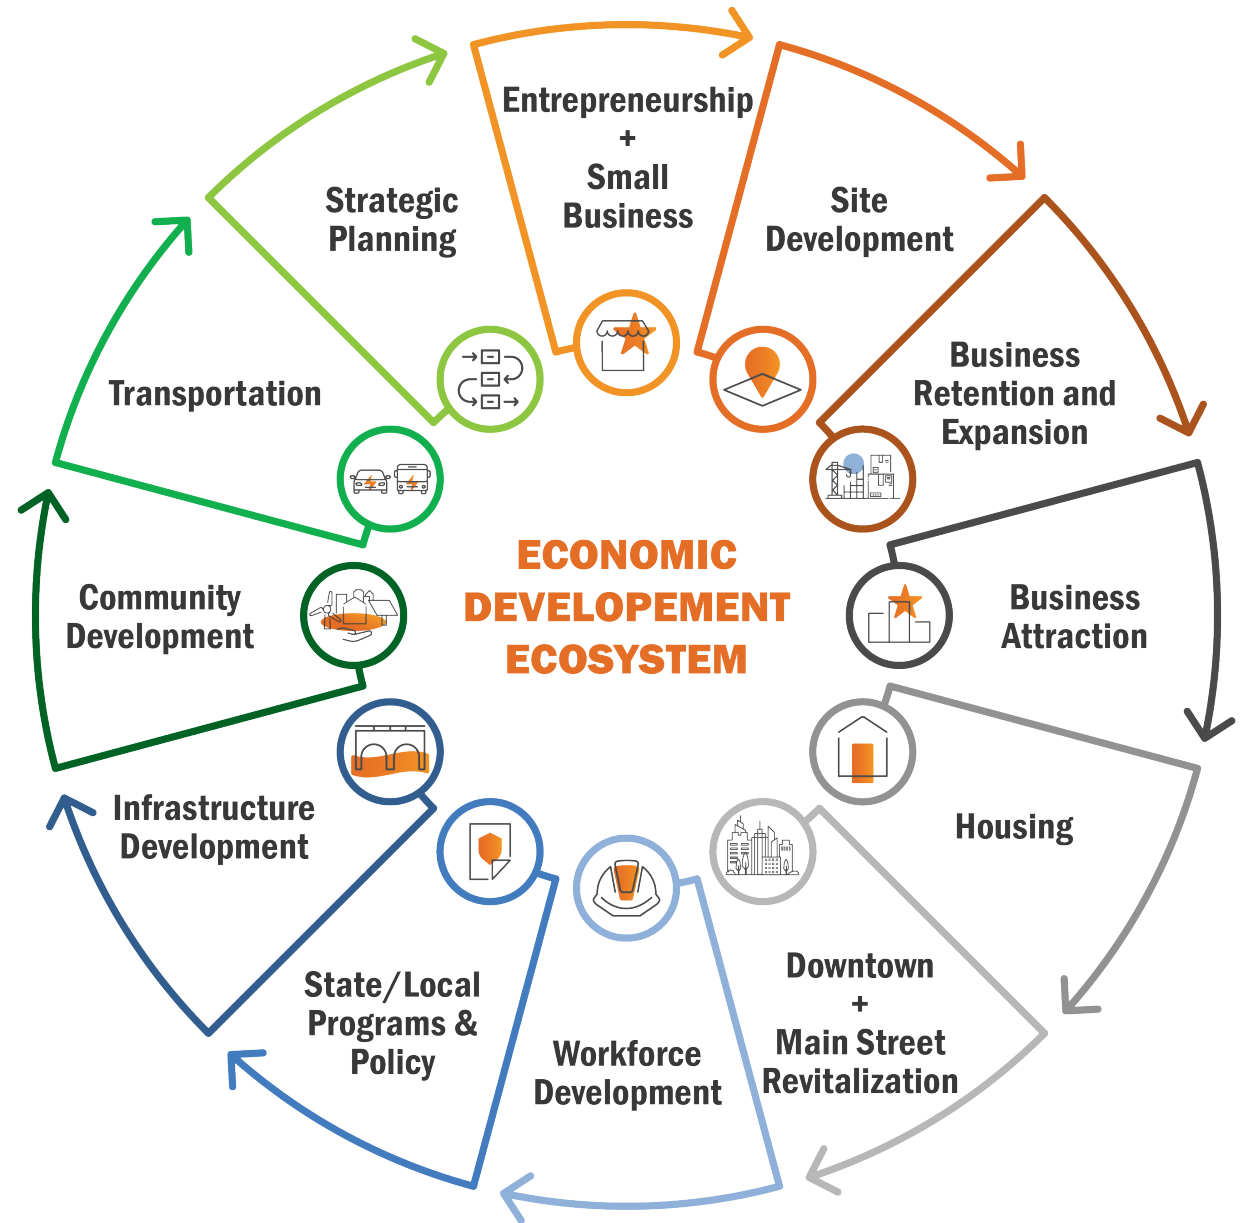 Entrepreneurship
+
Small
Business
Site
Development
Business
Retention and
Expansion
Business
Attraction
Housing
Downtown
+
Main Street
Revitalization
Workforce
Development
State/Local
Programs &
Policy
Infrastructure
Development
Community
Development
Transportation
Strategic
Planning
ECONOMIC
DEVELOPEMENT
ECOSYSTEM